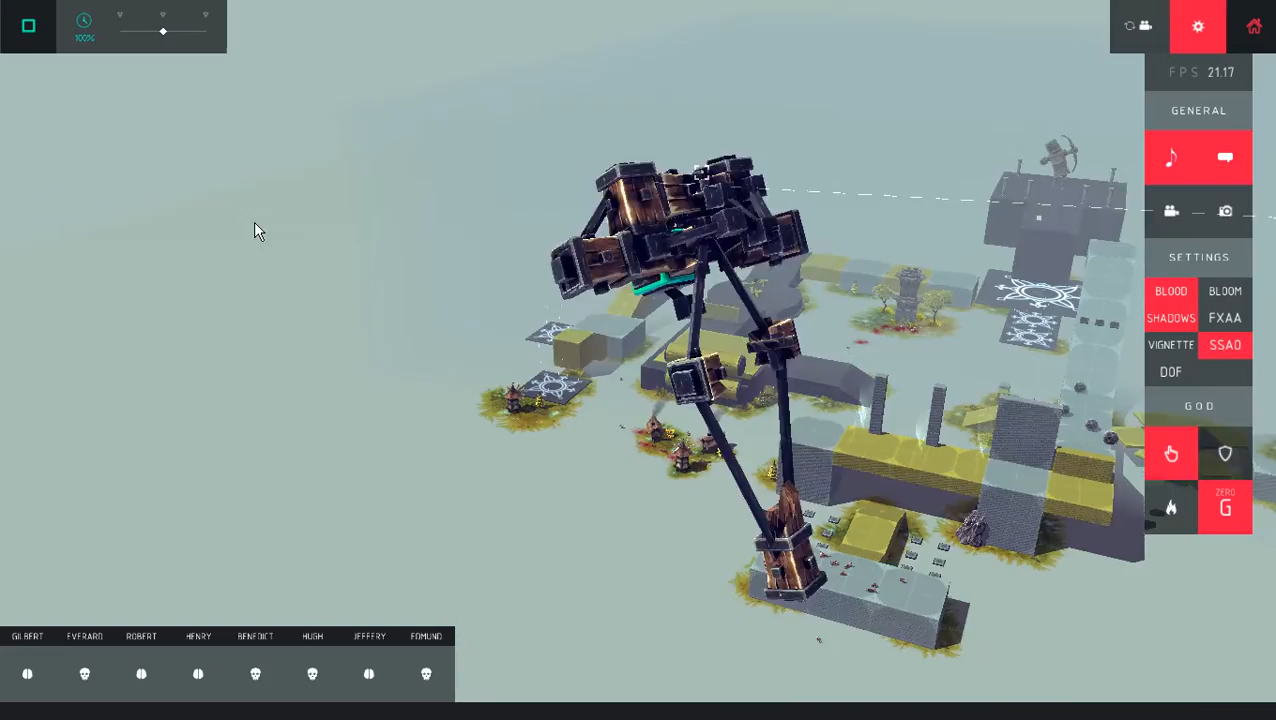 100%
FPS 21.17
GENERAL
SETTINGS
BLOOD BLOOM
SHADOWS FXAA
VIGNETTE SSAO
DOF
GOD
ZERO
G
GILBERT EVERARD ROBERT HENRY BENEDICT HUGH JEFFERY EDMUND